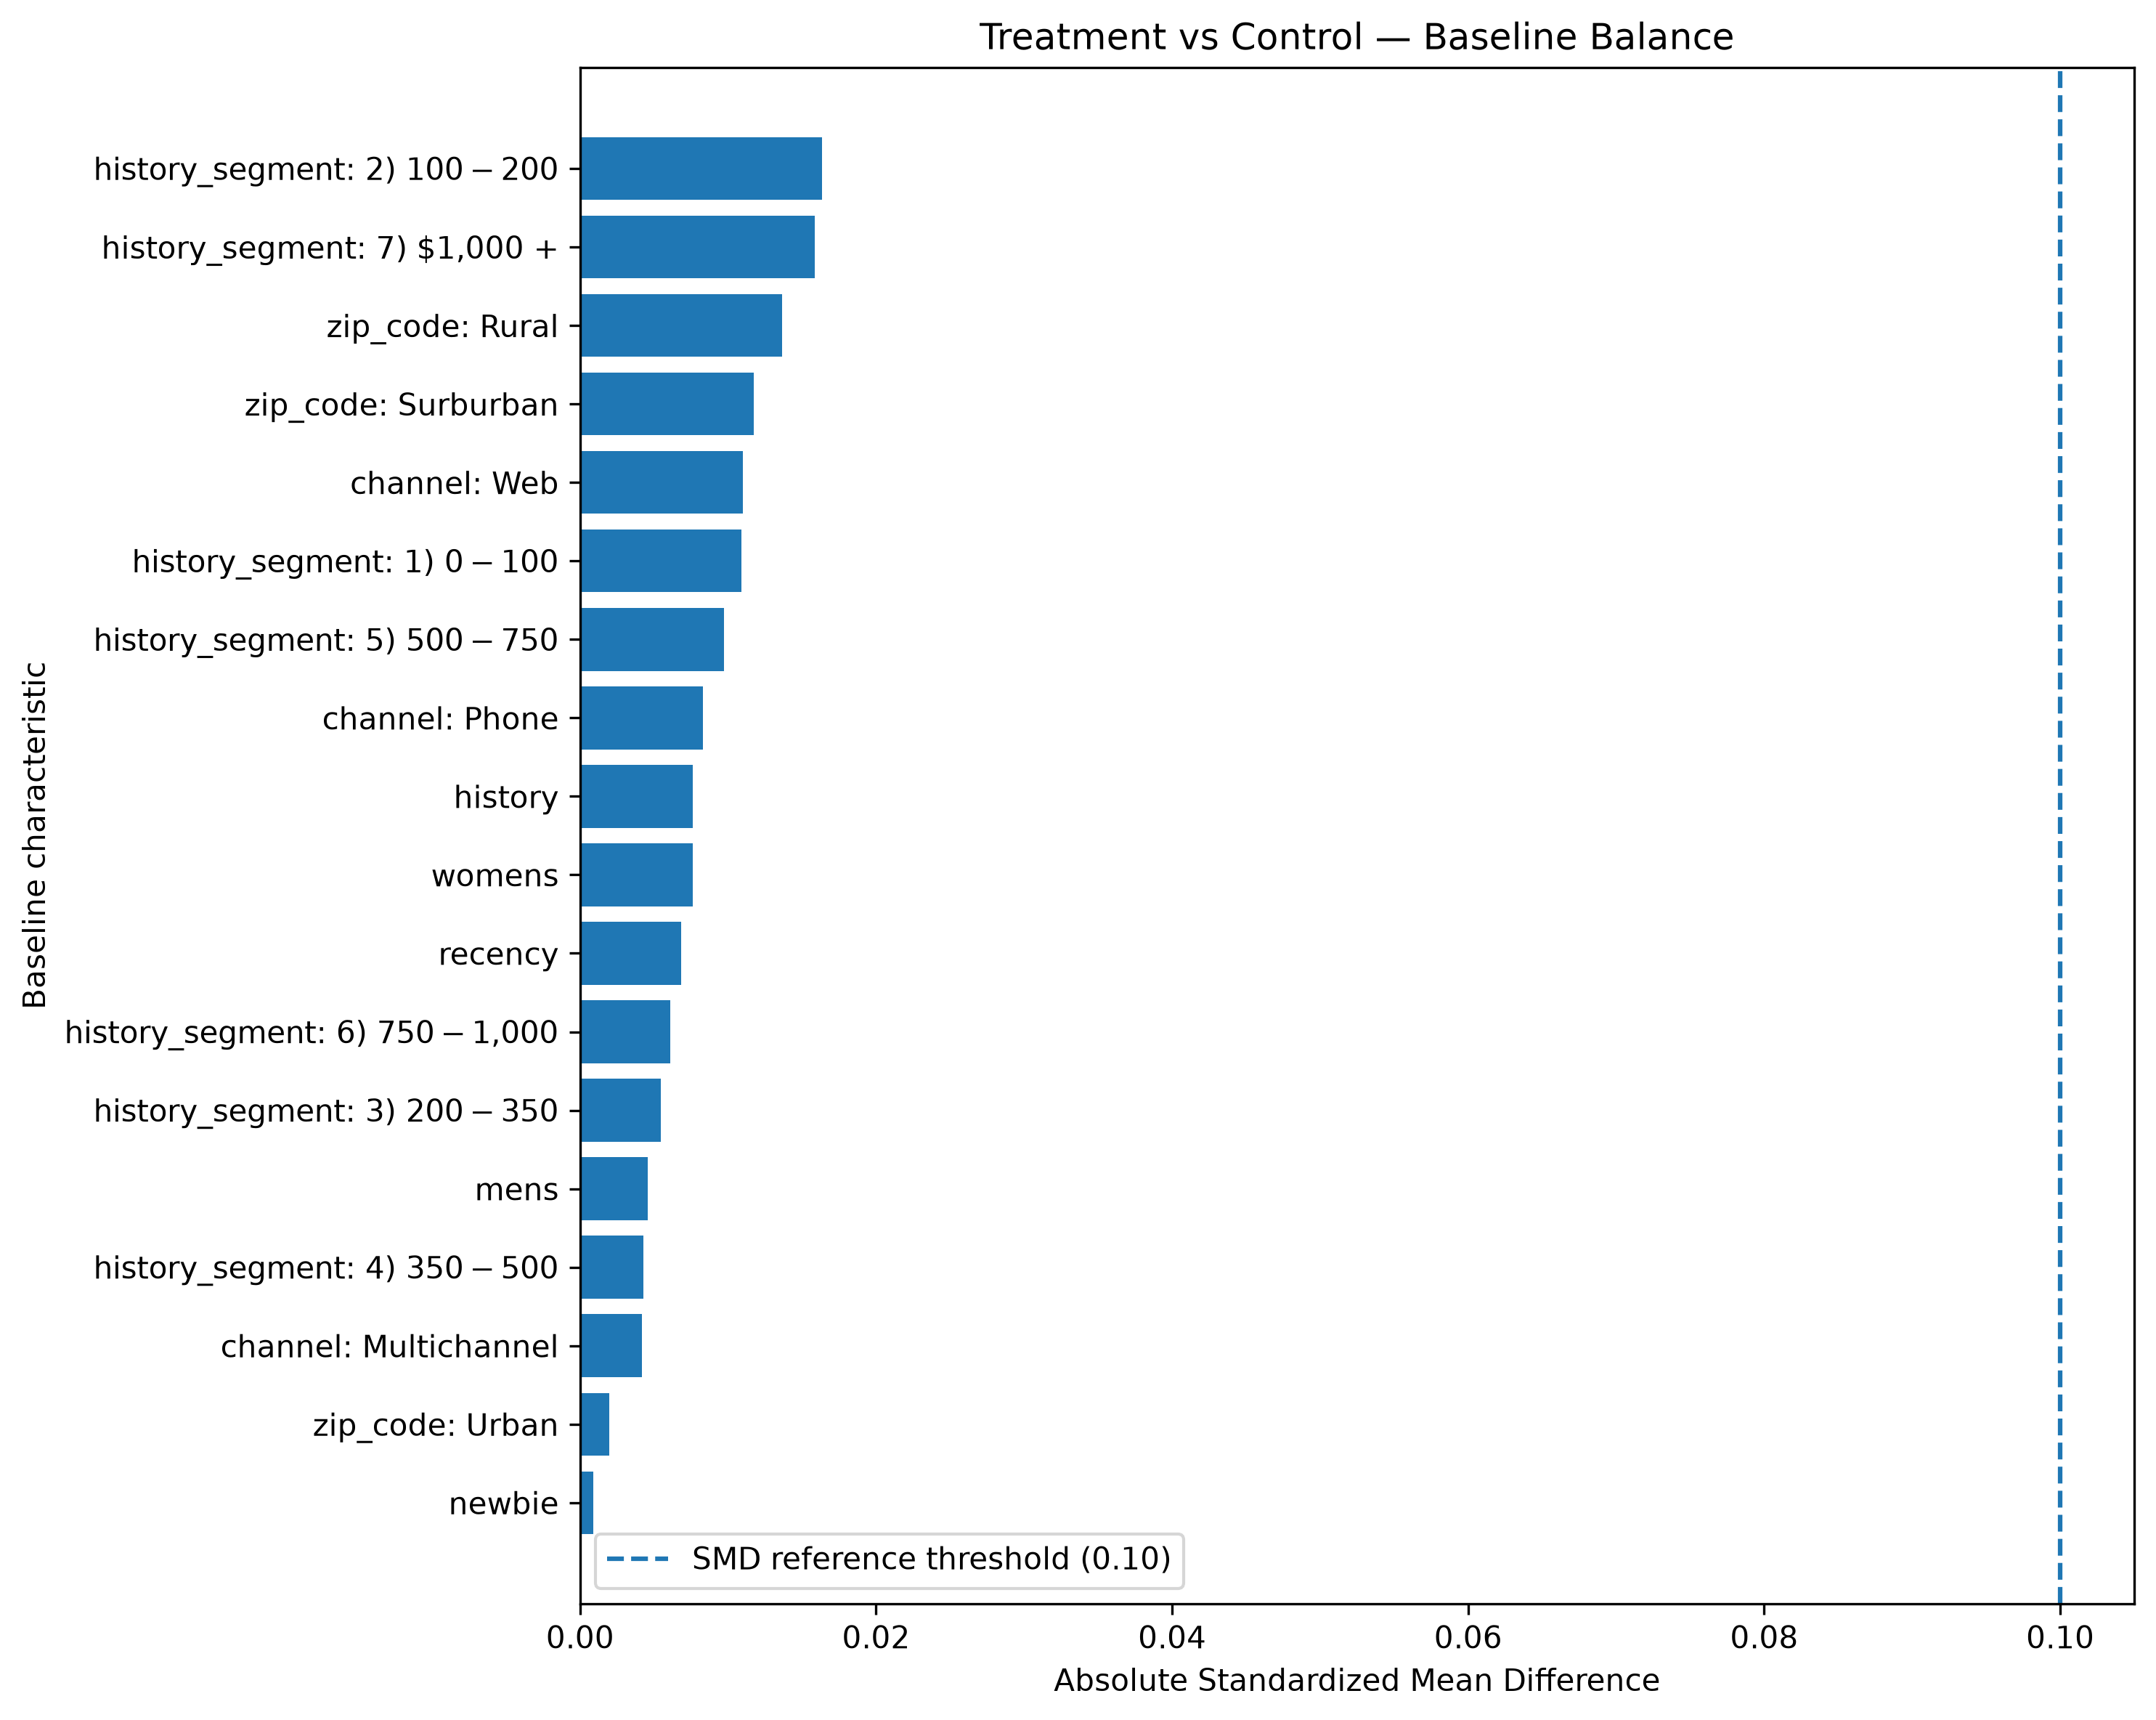 Treatment vs Control — Baseline Balance
history_segment: 2) 100 − 200
history_segment: 7) $1,000 +
zip_code: Rural
zip_code: Surburban
channel: Web
history_segment: 1) 0 − 100
history_segment: 5) 500 − 750
channel: Phone
history
womens
recency
history_segment: 6) 750 − 1,000
history_segment: 3) 200 − 350
mens
history_segment: 4) 350 − 500
channel: Multichannel
zip_code: Urban
newbie
Baseline characteristic
SMD reference threshold (0.10)
0.00 0.02 0.04 0.06 0.08 0.10
Absolute Standardized Mean Difference